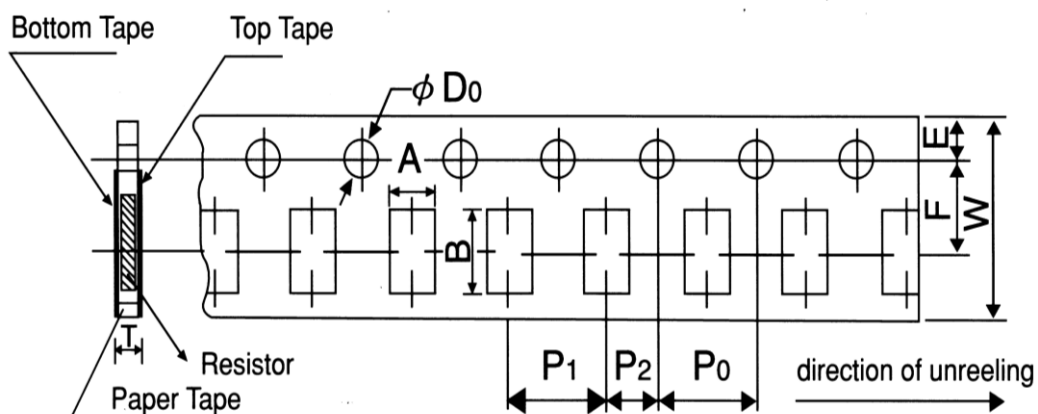 Bottom Tape
Top Tape
ϕ D0
A
B
E
F
W
T
Resistor
Paper Tape
P1
P2
P0
direction of unreeling